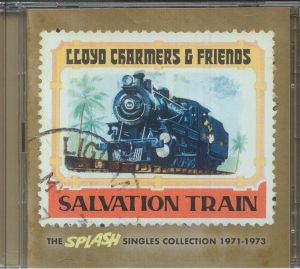 LLOYD CHARMERS & FRIENDS
SALVATION TRAIN
THE SPLASH SINGLES COLLECTION 1971-1973